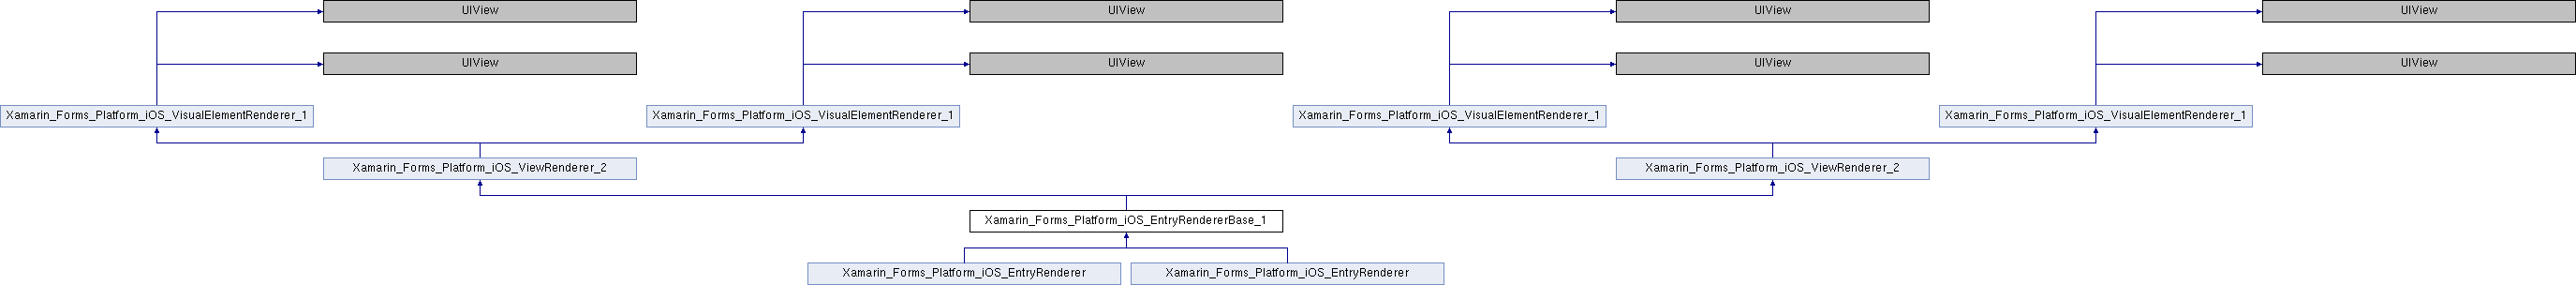 UIView UIView UIView UIView
UIView UIView UIView UIView
Xamarin_Forms_Platform_iOS_VisualElementRenderer_1 Xamarin_Forms_Platform_iOS_VisualElementRenderer_1 Xamarin_Forms_Platform_iOS_VisualElementRenderer_1 Xamarin_Forms_Platform_iOS_VisualElementRenderer_1
Xamarin_Forms_Platform_iOS_ViewRenderer_2 Xamarin_Forms_Platform_iOS_ViewRenderer_2
Xamarin_Forms_Platform_iOS_EntryRendererBase_1
Xamarin_Forms_Platform_iOS_EntryRenderer Xamarin_Forms_Platform_iOS_EntryRenderer